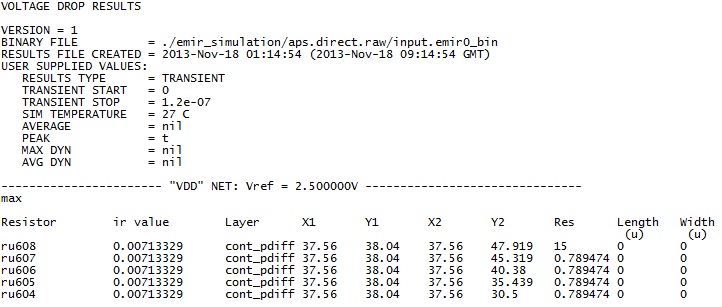 VOLTAGE DROP RESULTS
VERSION = 1
BINARY FILE = ./emir_simulation/aps.direct.raw/input.emir0_bin
RESULTS FILE CREATED = 2013-Nov-18 01:14:54 (2013-Nov-18 09:14:54 GMT)
USER SUPPLIED VALUES:
RESULTS TYPE = TRANSIENT
TRANSIENT START = 0
TRANSIENT STOP = 1.2e-07
SIM TEMPERATURE = 27 C
AVERAGE = nil
PEAK = t
MAX DYN = nil
AVG DYN = nil
---------------------- "VDD" NET: Vref = 2.500000V ------------------------------
max
Resistor ir value Layer X1 Y1 X2 Y2 Res Length Width
(u) (u)
ru608 0.00713329 cont_pdiff 37.56 38.04 37.56 47.919 15 0 0
ru607 0.00713329 cont_pdiff 37.56 38.04 37.56 45.319 0.789474 0 0
ru606 0.00713329 cont_pdiff 37.56 38.04 37.56 40.38 0.789474 0 0
ru605 0.00713329 cont_pdiff 37.56 38.04 37.56 35.439 0.789474 0 0
ru604 0.00713329 cont_pdiff 37.56 38.04 37.56 30.5 0.789474 0 0